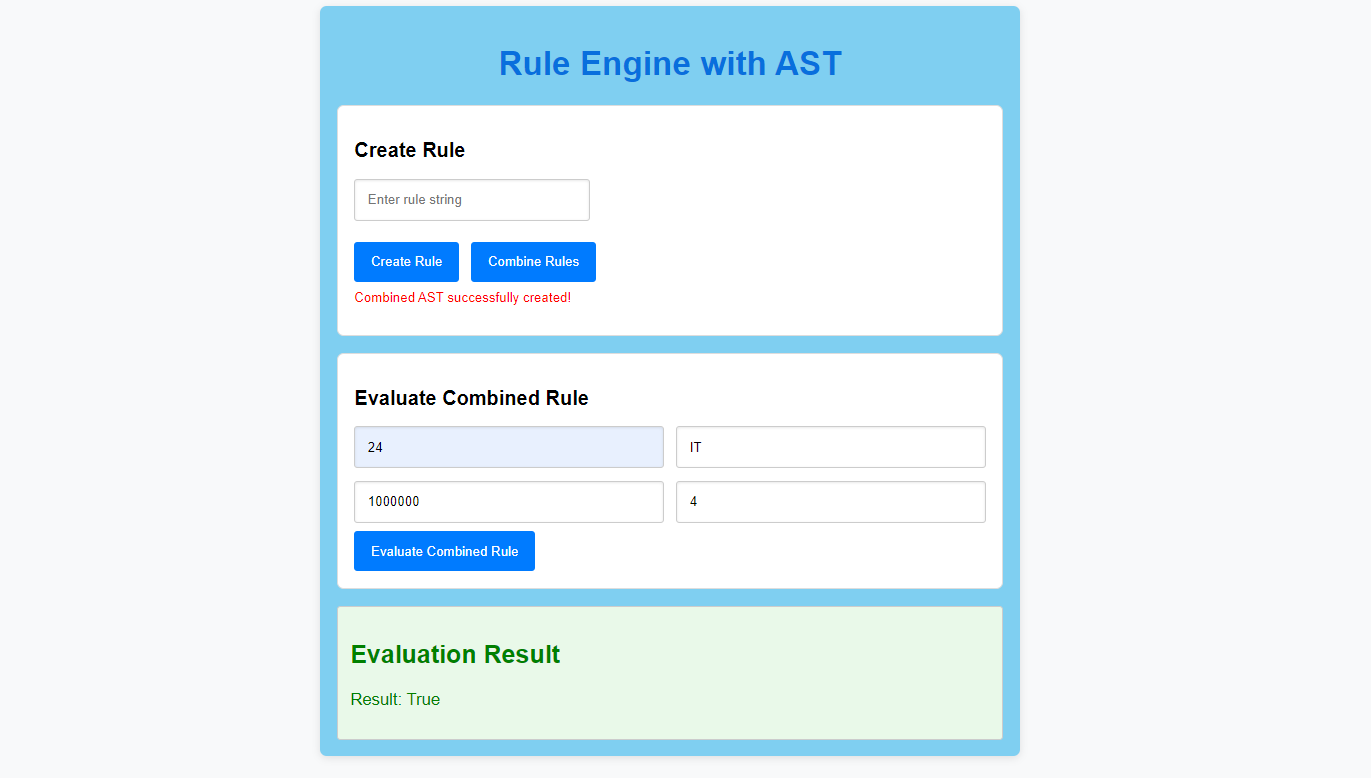 Rule Engine with AST
Create Rule
Enter rule string
Create Rule Combine Rules
Combined AST successfully created!
Evaluate Combined Rule
24 IT
1000000 4
Evaluate Combined Rule
Evaluation Result
Result: True